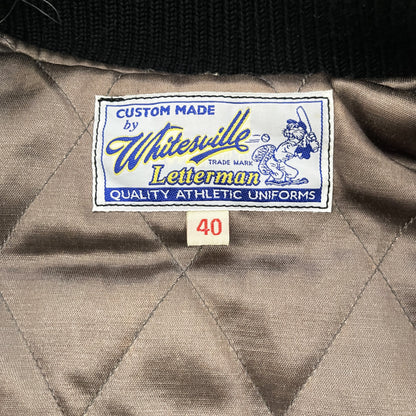 CUSTOM MADE
by
Whitesville
TRADE MARK
Letterman
QUALITY ATHLETIC UNIFORMS
40